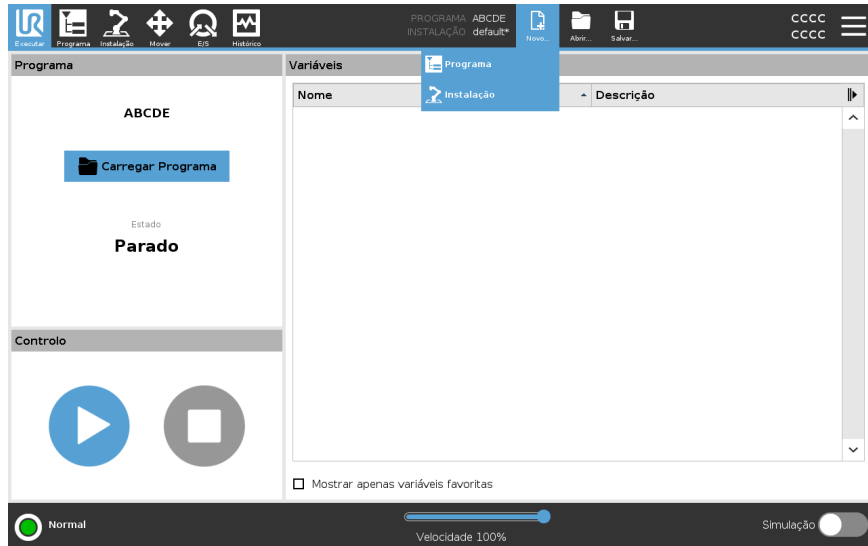 UR
PROGRAMA ABCDE
INSTALAÇÃO default*
CCCC
CCCC
Executar Programa Instalação Mover E/S Histórico Novo... Abrir... Salvar...
Programa
Variáveis
Programa
Instalação
Nome
Descrição
ABCDE
Carregar Programa
Estado
Parado
Controlo
Mostrar apenas variáveis favoritas
Normal
Velocidade 100%
Simulação